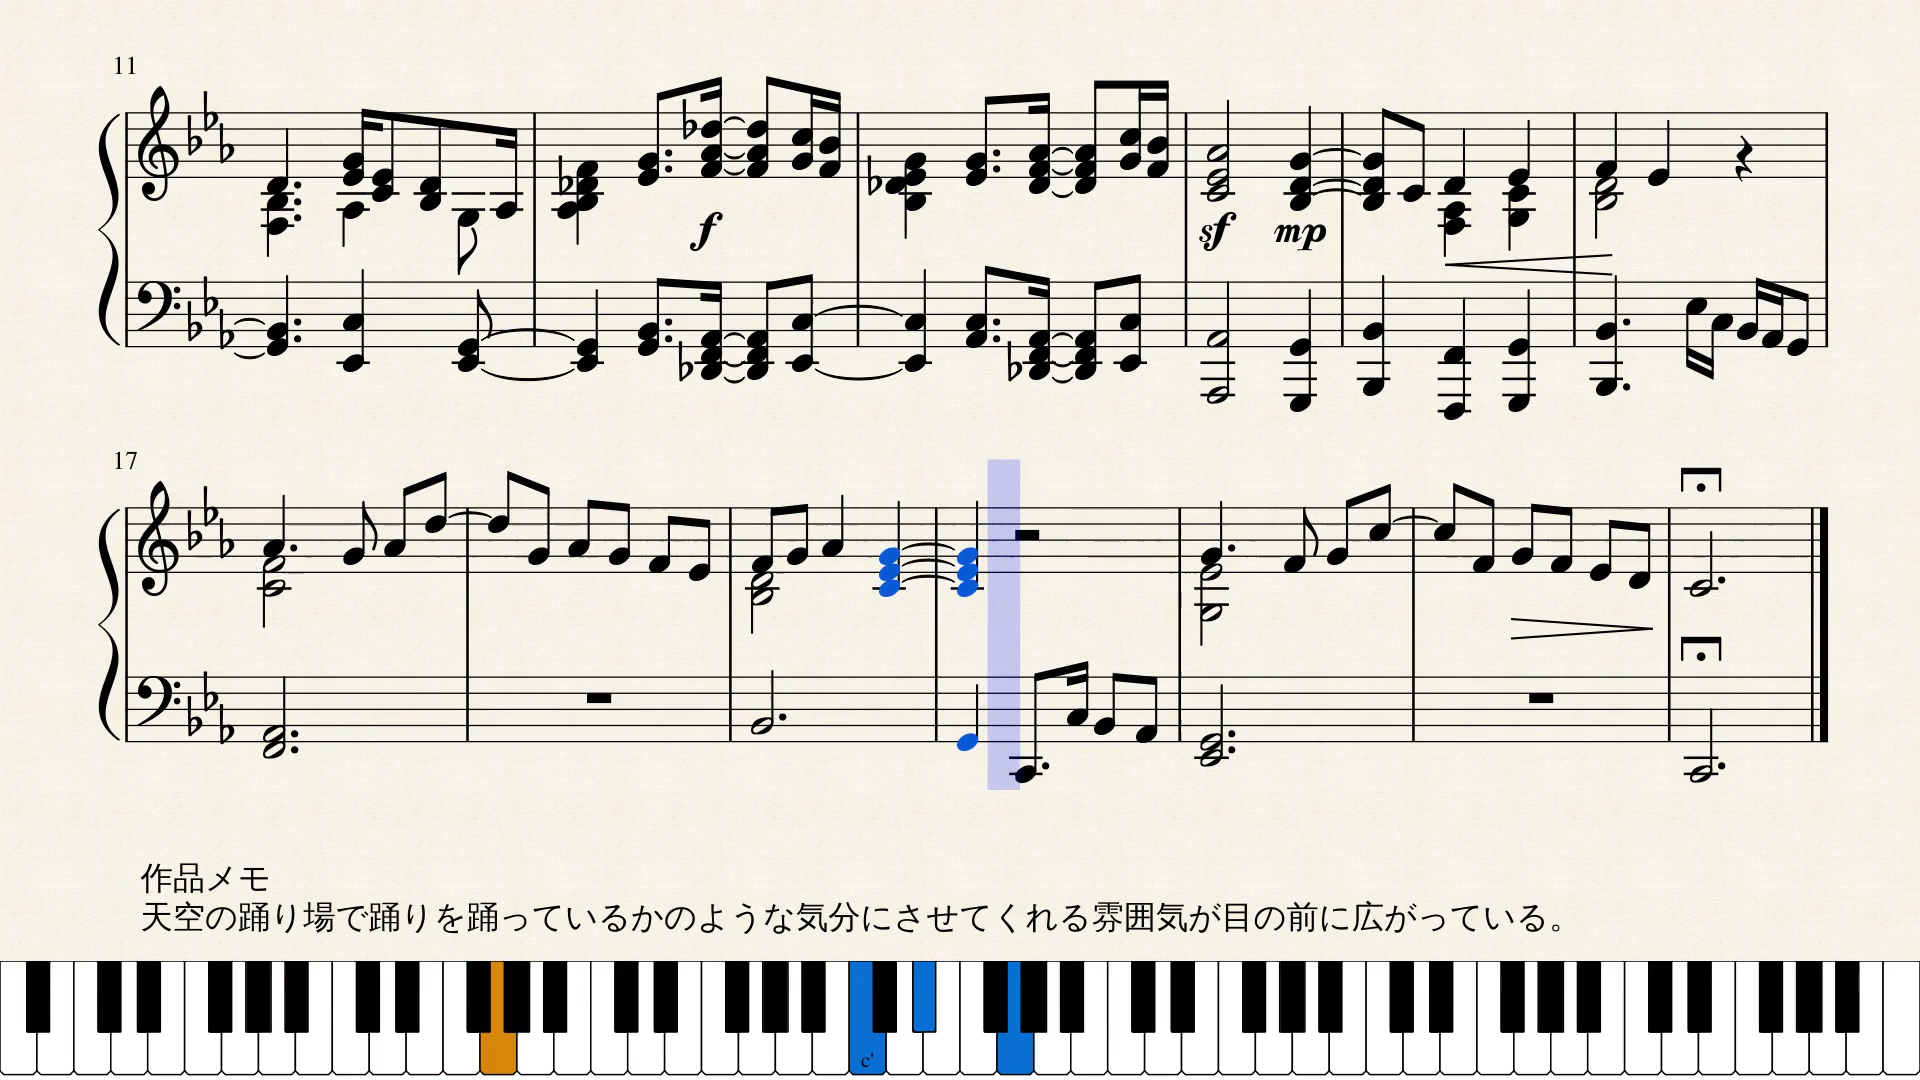 11
f
sf mp
17
作品メモ
天空の踊り場で踊りを踊っているかのような気分にさせてくれる雰囲気が目の前に広がっている。
c'